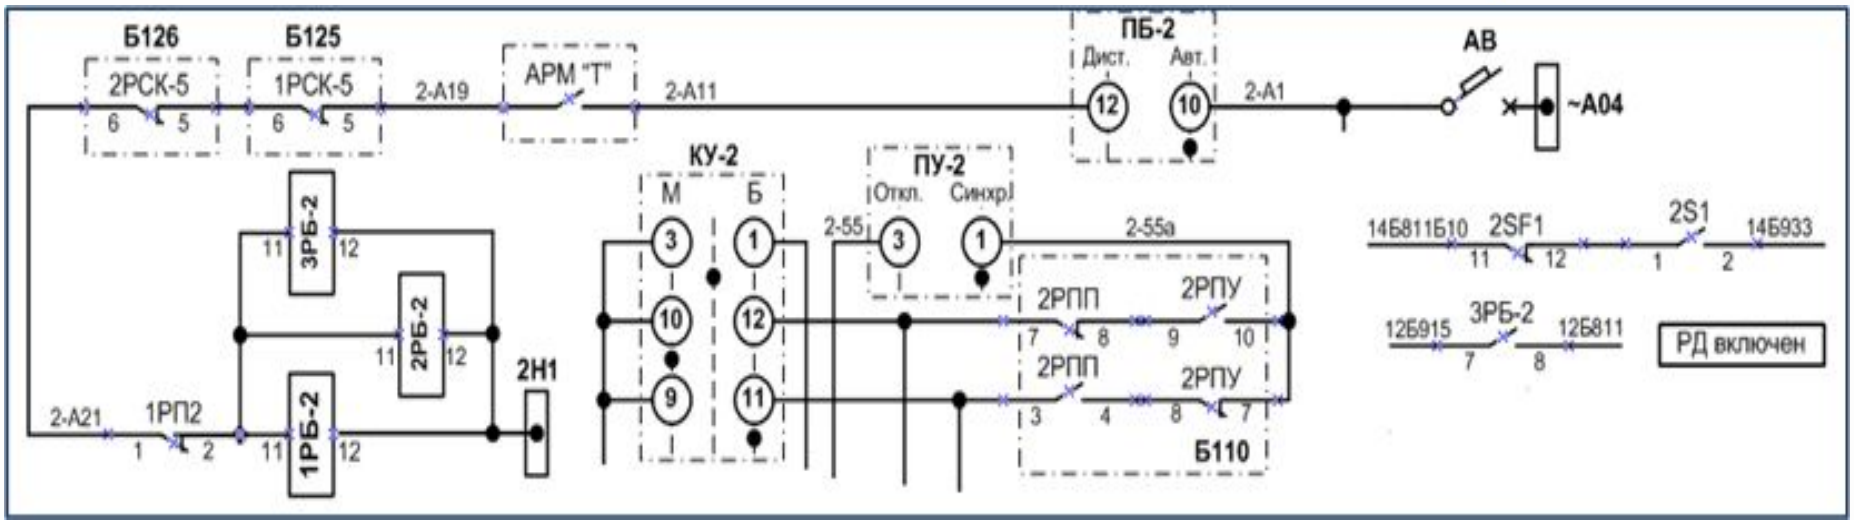 Б126 Б125 ПБ-2 АВ
2РСК-5 1РСК-5 АРМ "Т" Дист. Авт.
2-А19 2-А11 12 10 2-А1 ~А04
6 5 6 5
КУ-2 ПУ-2
М Б Откл. Синхр.
3РБ-2 11 12
3 1 2-55 3 1 2-55а
14Б811Б10 2SF1 2S1 14Б933
11 12 1 2
2РПП 2РПУ
10 12 7 8 9 10
2РБ-2 11 12
12Б915 3РБ-2 12Б811
7 8
РД включен
2Н1
2РПП 2РПУ
9 11 3 4 8 7
2-А21 1РП2
1 2 11 1РБ-2 12
Б110